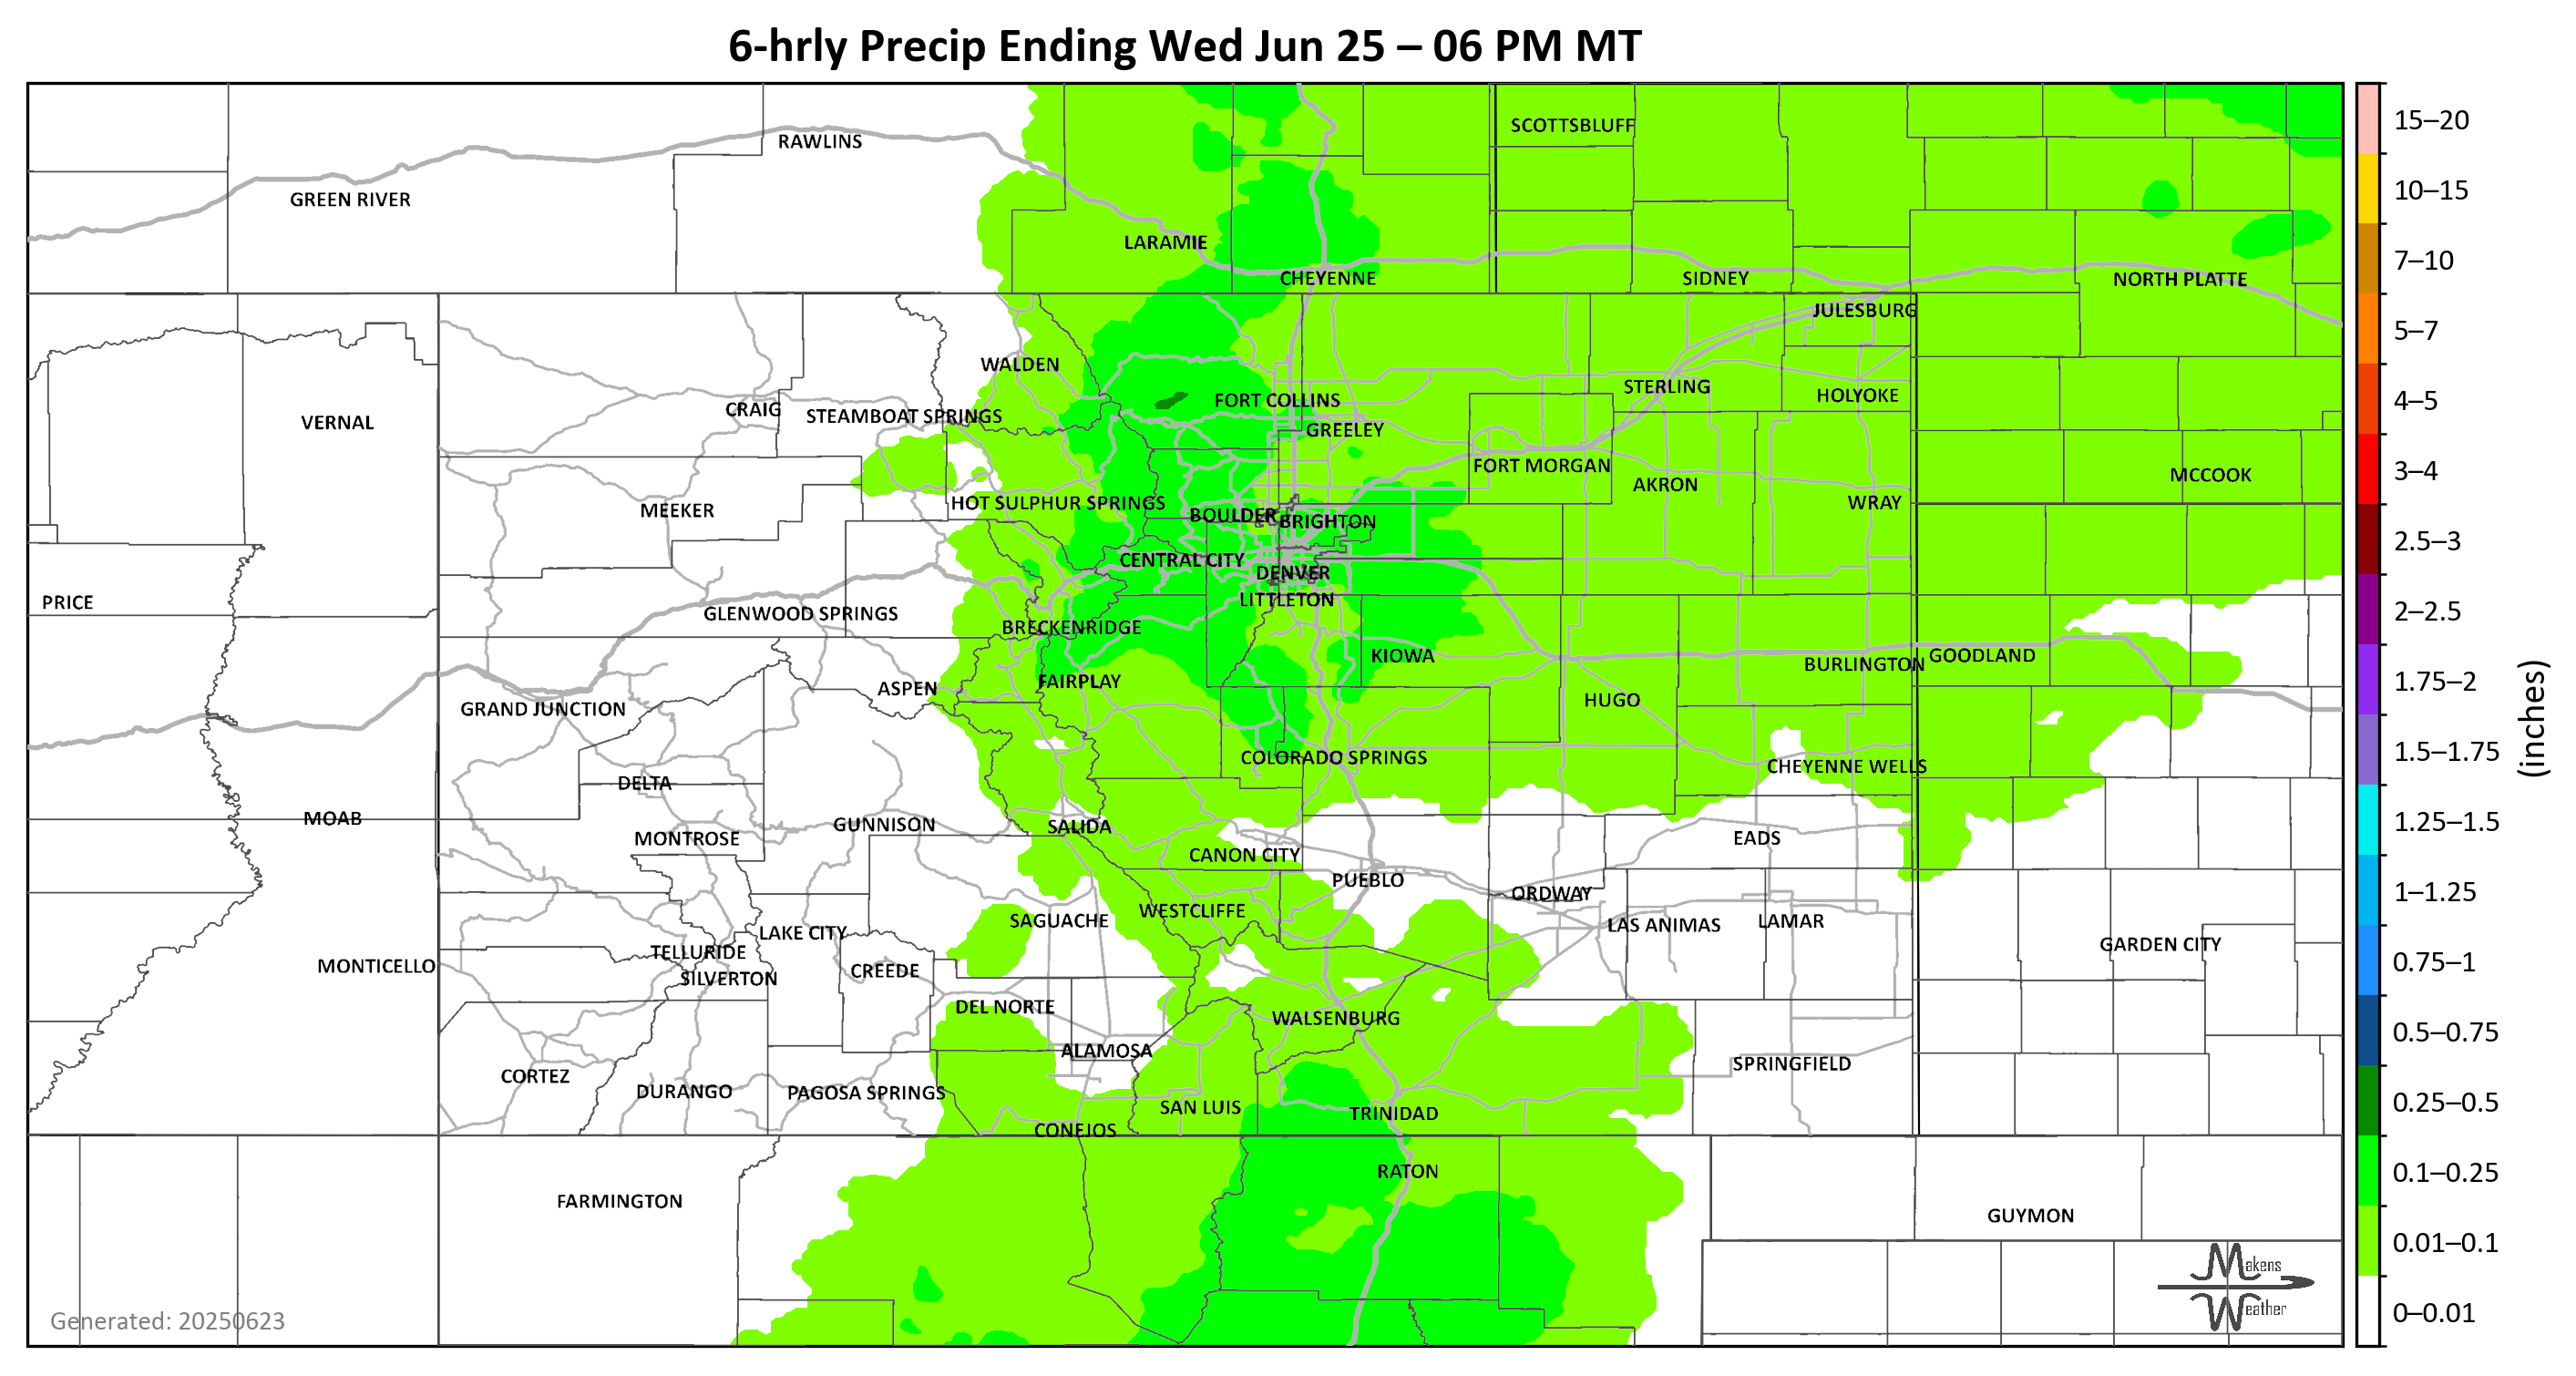 6-hrly Precip Ending Wed Jun 25 – 06 PM MT
15–20
SCOTTSBLUFF
RAWLINS
10–15
GREEN RIVER
LARAMIE
7–10
CHEYENNE
SIDNEY
NORTH PLATTE
JULESBURG
5–7
WALDEN
STERLING
HOLYOKE
4–5
FORT COLLINS
CRAIG
STEAMBOAT SPRINGS
VERNAL
GREELEY
FORT MORGAN
3–4
MCCOOK
AKRON
HOT SULPHUR SPRINGS
WRAY
MEEKER
BOULDER
BRIGHTON
2.5–3
CENTRAL CITY
DENVER
PRICE
LITTLETON
2–2.5
GLENWOOD SPRINGS
BRECKENRIDGE
KIOWA
GOODLAND
BURLINGTON
FAIRPLAY
1.75–2
ASPEN
HUGO
GRAND JUNCTION
(inches)
1.5–1.75
COLORADO SPRINGS
CHEYENNE WELLS
DELTA
MOAB
1.25–1.5
GUNNISON
SALIDA
MONTROSE
EADS
CANON CITY
PUEBLO
1–1.25
ORDWAY
WESTCLIFFE
SAGUACHE
LAS ANIMAS
LAMAR
LAKE CITY
GARDEN CITY
TELLURIDE
MONTICELLO
0.75–1
CREEDE
SILVERTON
DEL NORTE
WALSENBURG
0.5–0.75
ALAMOSA
SPRINGFIELD
CORTEZ
DURANGO
PAGOSA SPRINGS
0.25–0.5
SAN LUIS
TRINIDAD
CONEJOS
RATON
0.1–0.25
FARMINGTON
GUYMON
0.01–0.1
Makens
Weather
0–0.01
Generated: 20250623